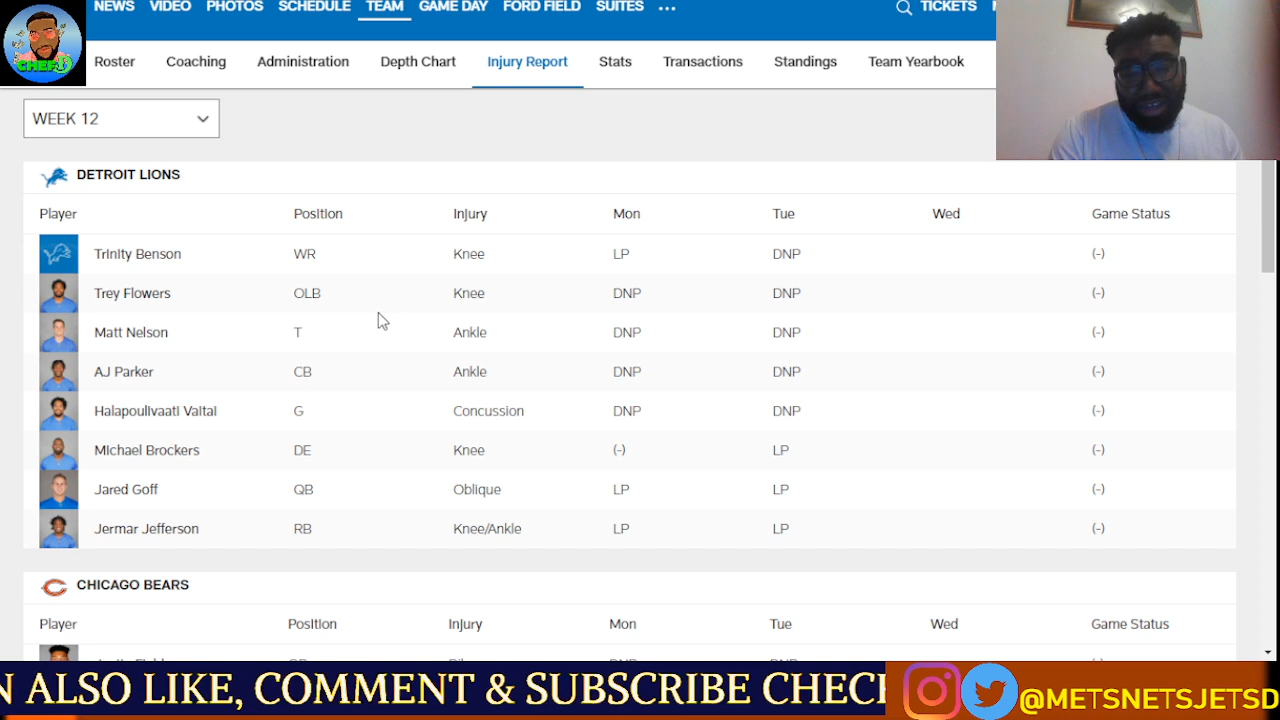 NEWS VIDEO PHOTOS SCHEDULE TEAM GAME DAY FORD FIELD SUITES ... TICKETS
CHEF
Roster Coaching Administration Depth Chart Injury Report Stats Transactions Standings Team Yearbook
WEEK 12
DETROIT LIONS
Player Position Injury Mon Tue Wed Game Status
Trinity Benson WR Knee LP DNP (-)
Trey Flowers OLB Knee DNP DNP (-)
Matt Nelson T Ankle DNP DNP (-)
AJ Parker CB Ankle DNP DNP (-)
Halapoulivaati Vaitai G Concussion DNP DNP (-)
Michael Brockers DE Knee (-) LP (-)
Jared Goff QB Oblique LP LP (-)
Jermar Jefferson RB Knee/Ankle LP LP (-)
CHICAGO BEARS
Player Position Injury Mon Tue Wed Game Status
N ALSO LIKE, COMMENT & SUBSCRIBE CHEC @METSNETSJETSD